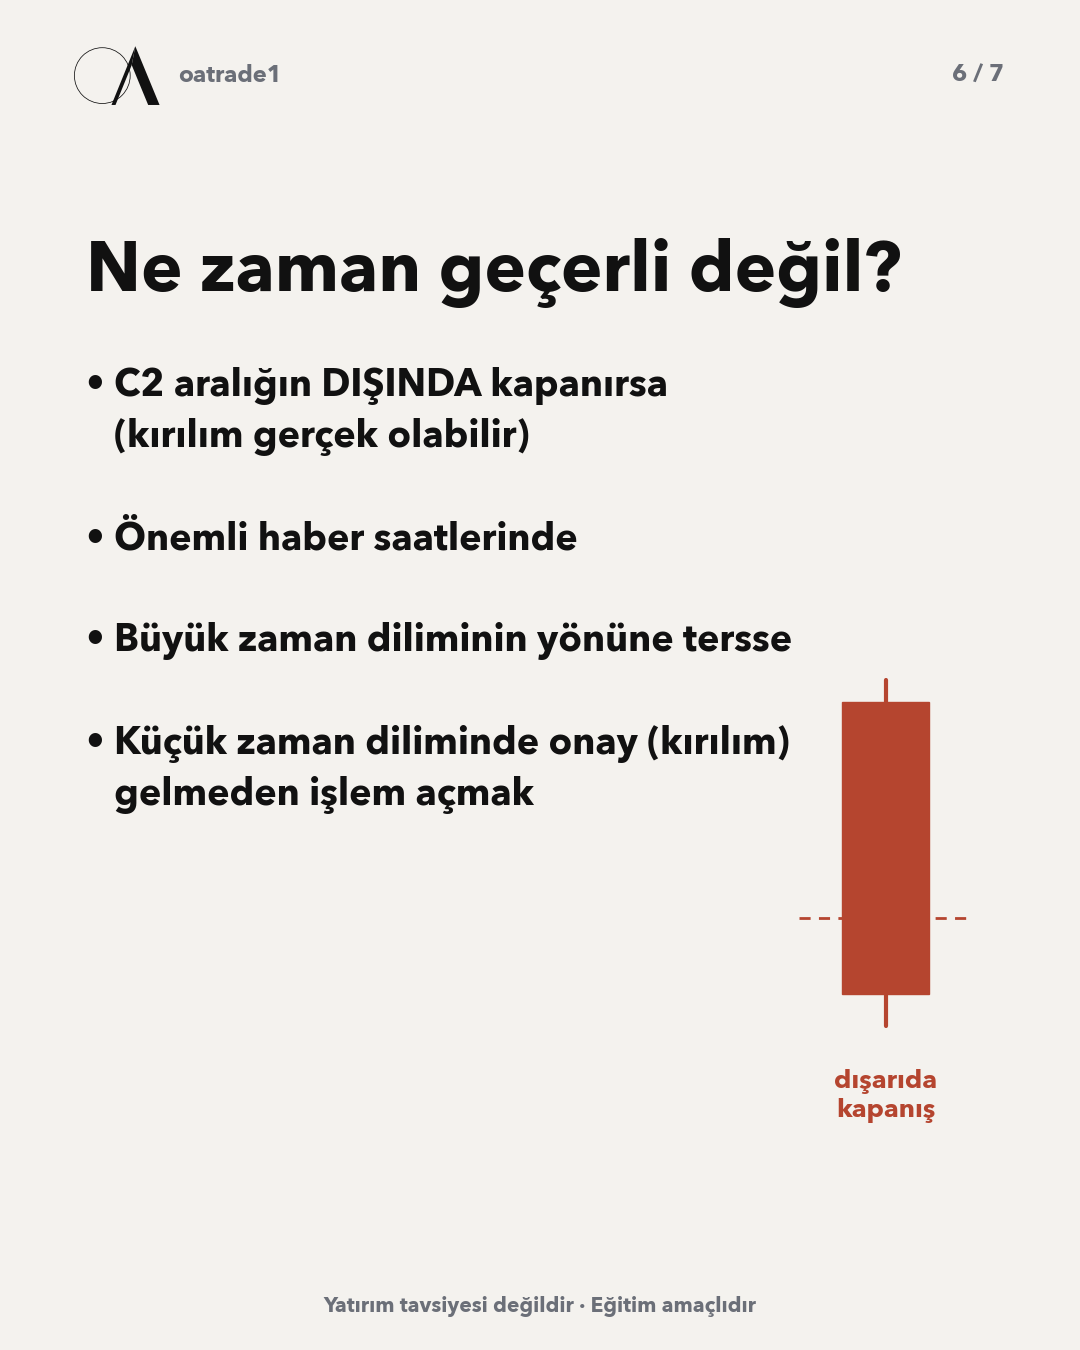 oatrade1
6 / 7
Ne zaman geçerli değil?
• C2 aralığın DIŞINDA kapanırsa
(kırılım gerçek olabilir)
• Önemli haber saatlerinde
• Büyük zaman diliminin yönüne tersse
• Küçük zaman diliminde onay (kırılım)
gelmeden işlem açmak
dışarıda
kapanış
Yatırım tavsiyesi değildir · Eğitim amaçlıdır